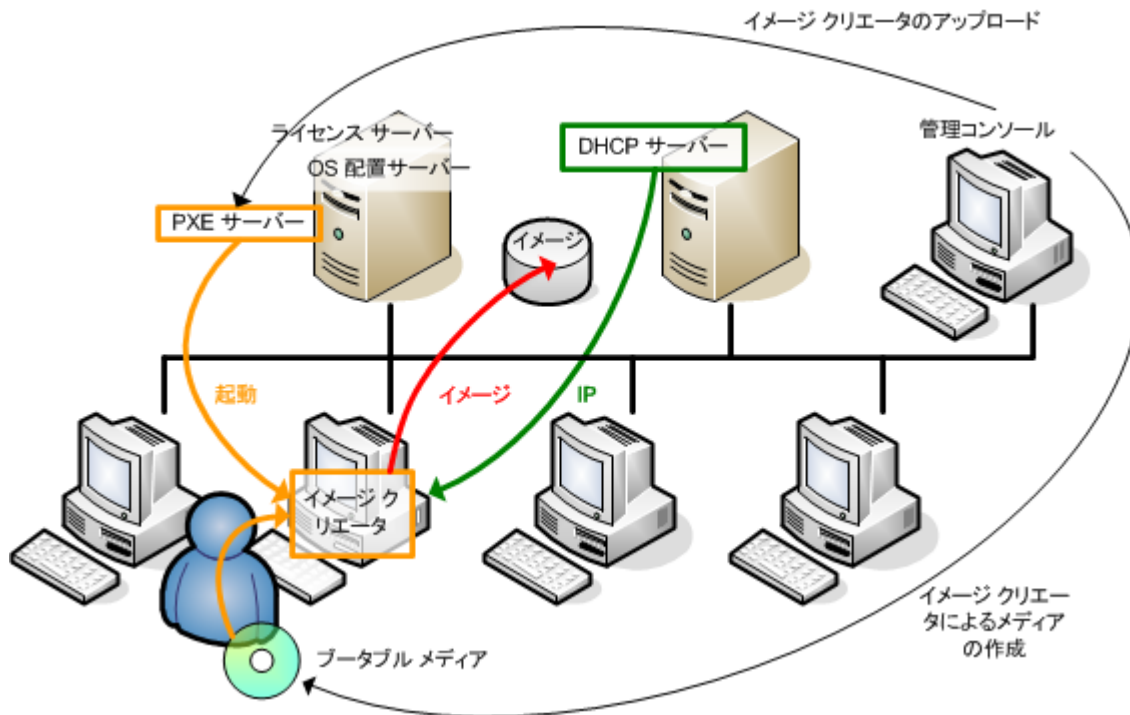 イメージ クリエータのアップロード
ライセンス サーバー
DHCP サーバー
管理コンソール
OS 配置サーバー
PXE サーバー
イメージ
起動
イメージ
IP
イメージ ク
リエータ
イメージ クリエー
タによるメディア
の作成
ブータブル メディア